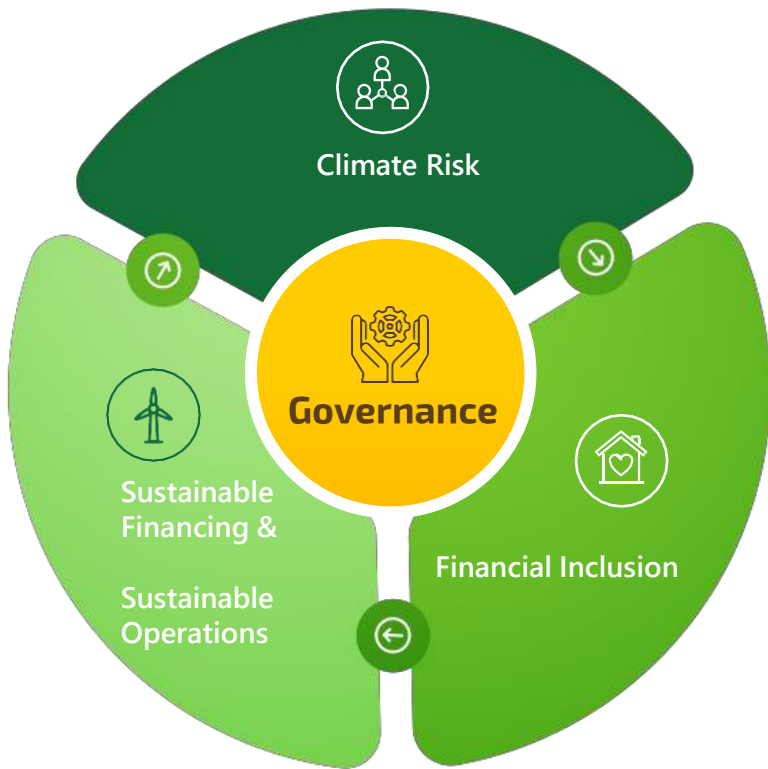 Climate Risk
Governance
Sustainable
Financing &
Sustainable
Operations
Financial Inclusion